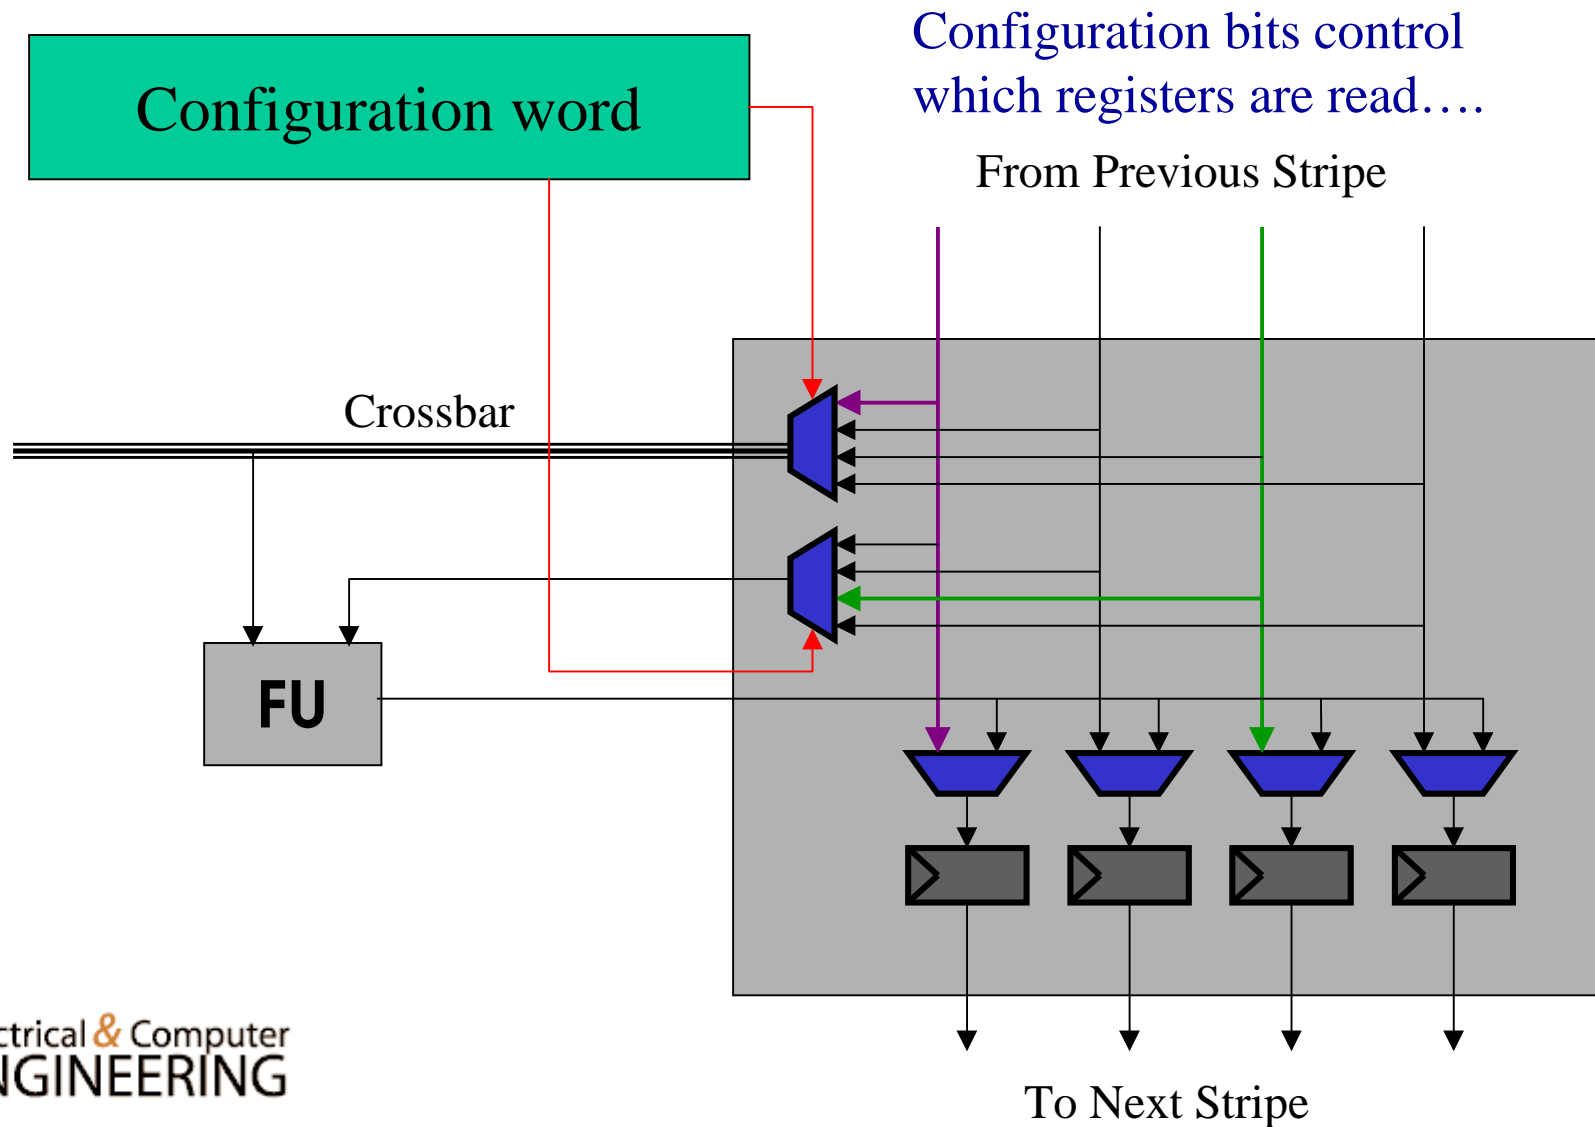 Configuration bits control
which registers are read….
Configuration word
From Previous Stripe
Crossbar
FU
ctrical & Computer
NGINEERING
To Next Stripe